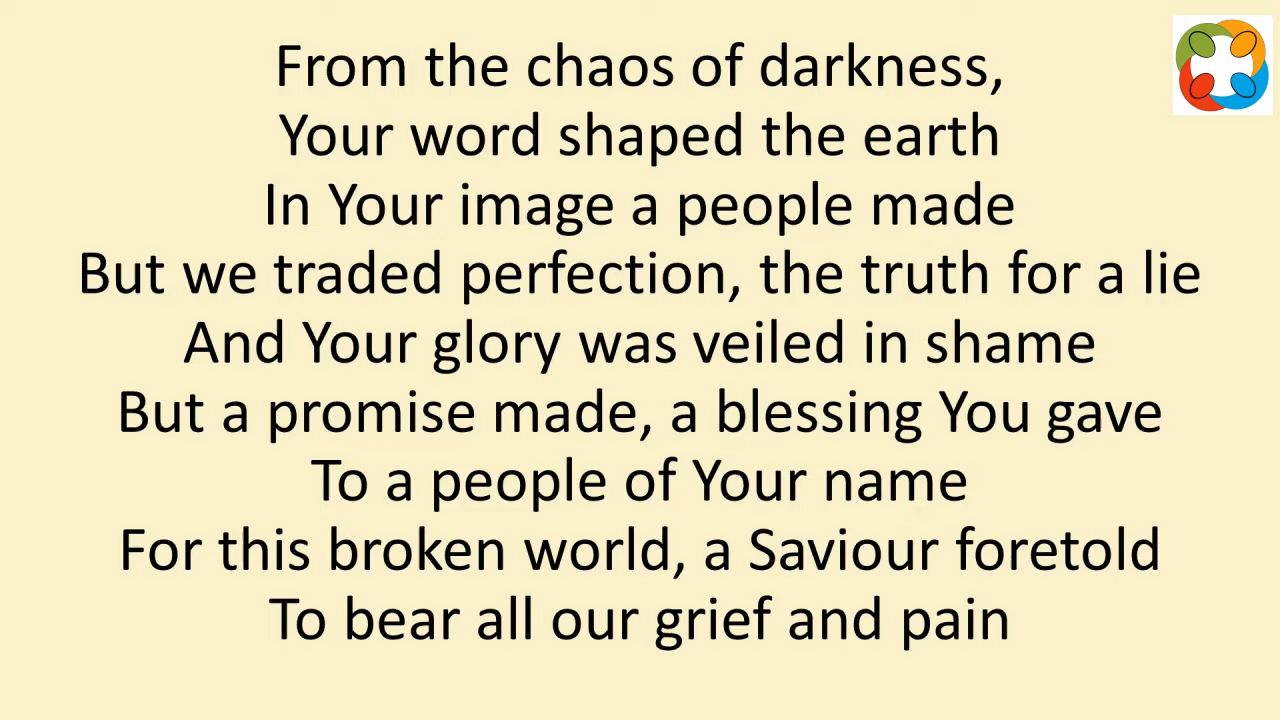 From the chaos of darkness,
Your word shaped the earth
In Your image a people made
But we traded perfection, the truth for a lie
And Your glory was veiled in shame
But a promise made, a blessing You gave
To a people of Your name
For this broken world, a Saviour foretold
To bear all our grief and pain